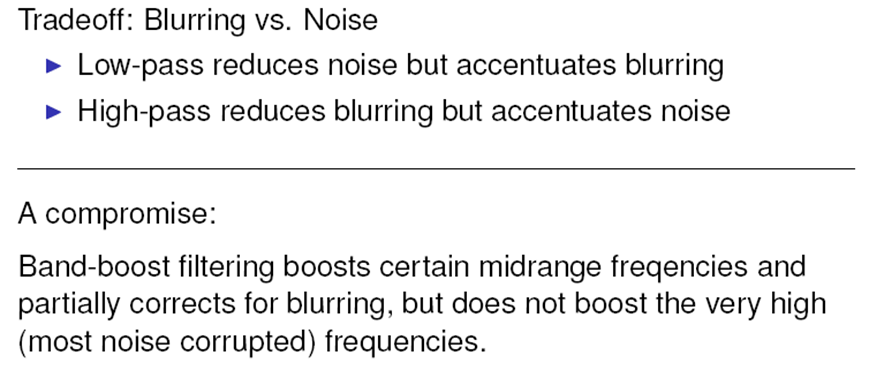 Tradeoff: Blurring vs. Noise
► Low-pass reduces noise but accentuates blurring
► High-pass reduces blurring but accentuates noise
A compromise:
Band-boost filtering boosts certain midrange freqencies and
partially corrects for blurring, but does not boost the very high
(most noise corrupted) frequencies.